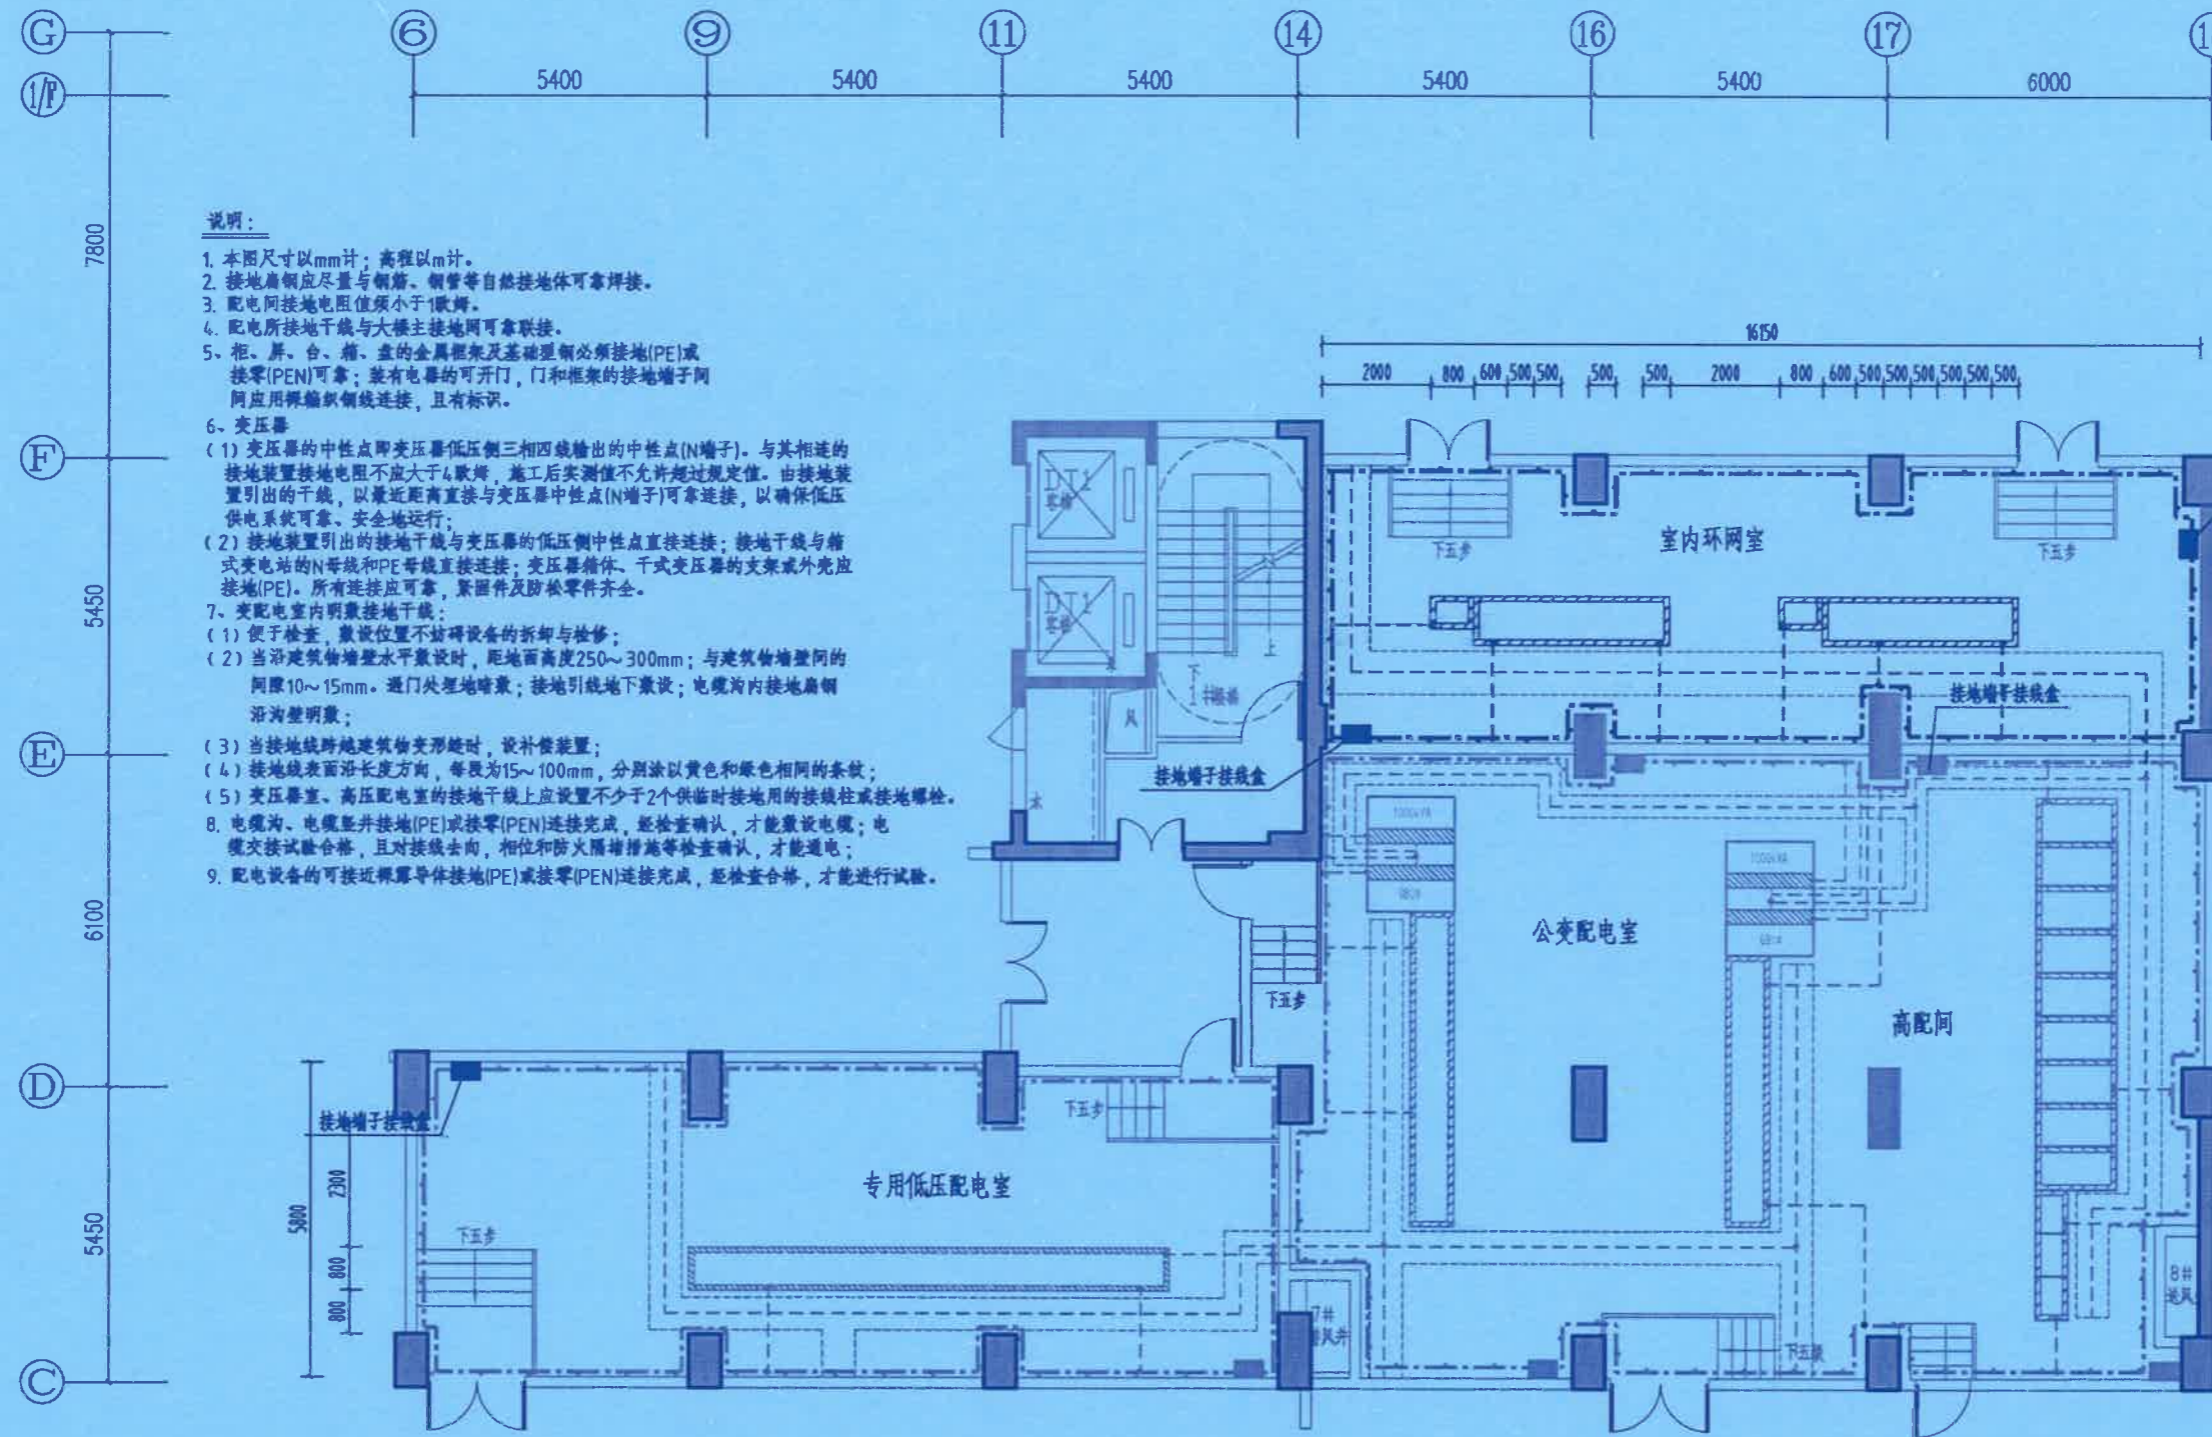 6 9 11 14 16 17
G
1/F
5400 5400 5400 5400 5400 6000
7800
说明：
1. 本图尺寸以mm计；高程以m计。
2. 接地扁钢应尽量与钢筋、钢管等自然接地体可靠焊接。
3. 配电间接地电阻值须小于1欧姆。
4. 配电所接地干线与大楼主接地网可靠联接。
5、柜、屏、台、箱、盘的金属框架及基础型钢必须接地(PE)或
接零(PEN)可靠；装有电器的可开门，门和框架的接地端子间
间应用裸编织铜线连接，且有标识。
6、变压器
(1) 变压器的中性点即变压器低压侧三相四线输出的中性点(N端子)。与其相连的
接地装置接地电阻不应大于4欧姆，施工后实测值不允许超过规定值。由接地装
置引出的干线，以最近距离直接与变压器中性点(N端子)可靠连接，以确保低压
供电系统可靠、安全地运行；
(2) 接地装置引出的接地干线与变压器的低压侧中性点直接连接；接地干线与箱
式变电站的N母线和PE母线直接连接；变压器箱体、干式变压器的支架或外壳应
接地(PE)。所有连接应可靠，紧固件及防松零件齐全。
7、变配电室内明敷接地干线：
(1) 便于检查，敷设位置不妨碍设备的拆卸与检修；
(2) 当沿建筑物墙壁水平敷设时，距地面高度250~300mm；与建筑物墙壁间的
间隙10~15mm。过门处埋地暗敷；接地引线地下敷设；电缆沟内接地扁钢
沿沟壁明敷；
(3) 当接地线跨越建筑物变形缝时，设补偿装置；
(4) 接地线表面沿长度方向，每段为15~100mm，分别涂以黄色和绿色相间的条纹；
(5) 变压器室、高压配电室的接地干线上应设置不少于2个供临时接地用的接线柱或接地螺栓。
8. 电缆沟、电缆竖井接地(PE)或接零(PEN)连接完成，经检查确认，才能敷设电缆；电
缆交接试验合格，且对接线去向，相位和防火隔堵措施等检查确认，才能通电；
9. 配电设备的可接近裸露导体接地(PE)或接零(PEN)连接完成，经检查合格，才能进行试验。
16150
2000 800 600 500 500 500 500 2000 800 600 500 500 500 500 500 500
F
DT1
客梯
下五步
室内环网室
下五步
5450
DT1
客梯
下
上
1#楼梯
风
接地端子接线盒
E
接地端子接线盒
水
1000kVA
1000kVA
6100
公变配电室
下五步
高配间
D
接地端子接线盒
下五步
2300
专用低压配电室
5800
5450
下五步
800
800
7#
风井
下五级
8#
送风
C